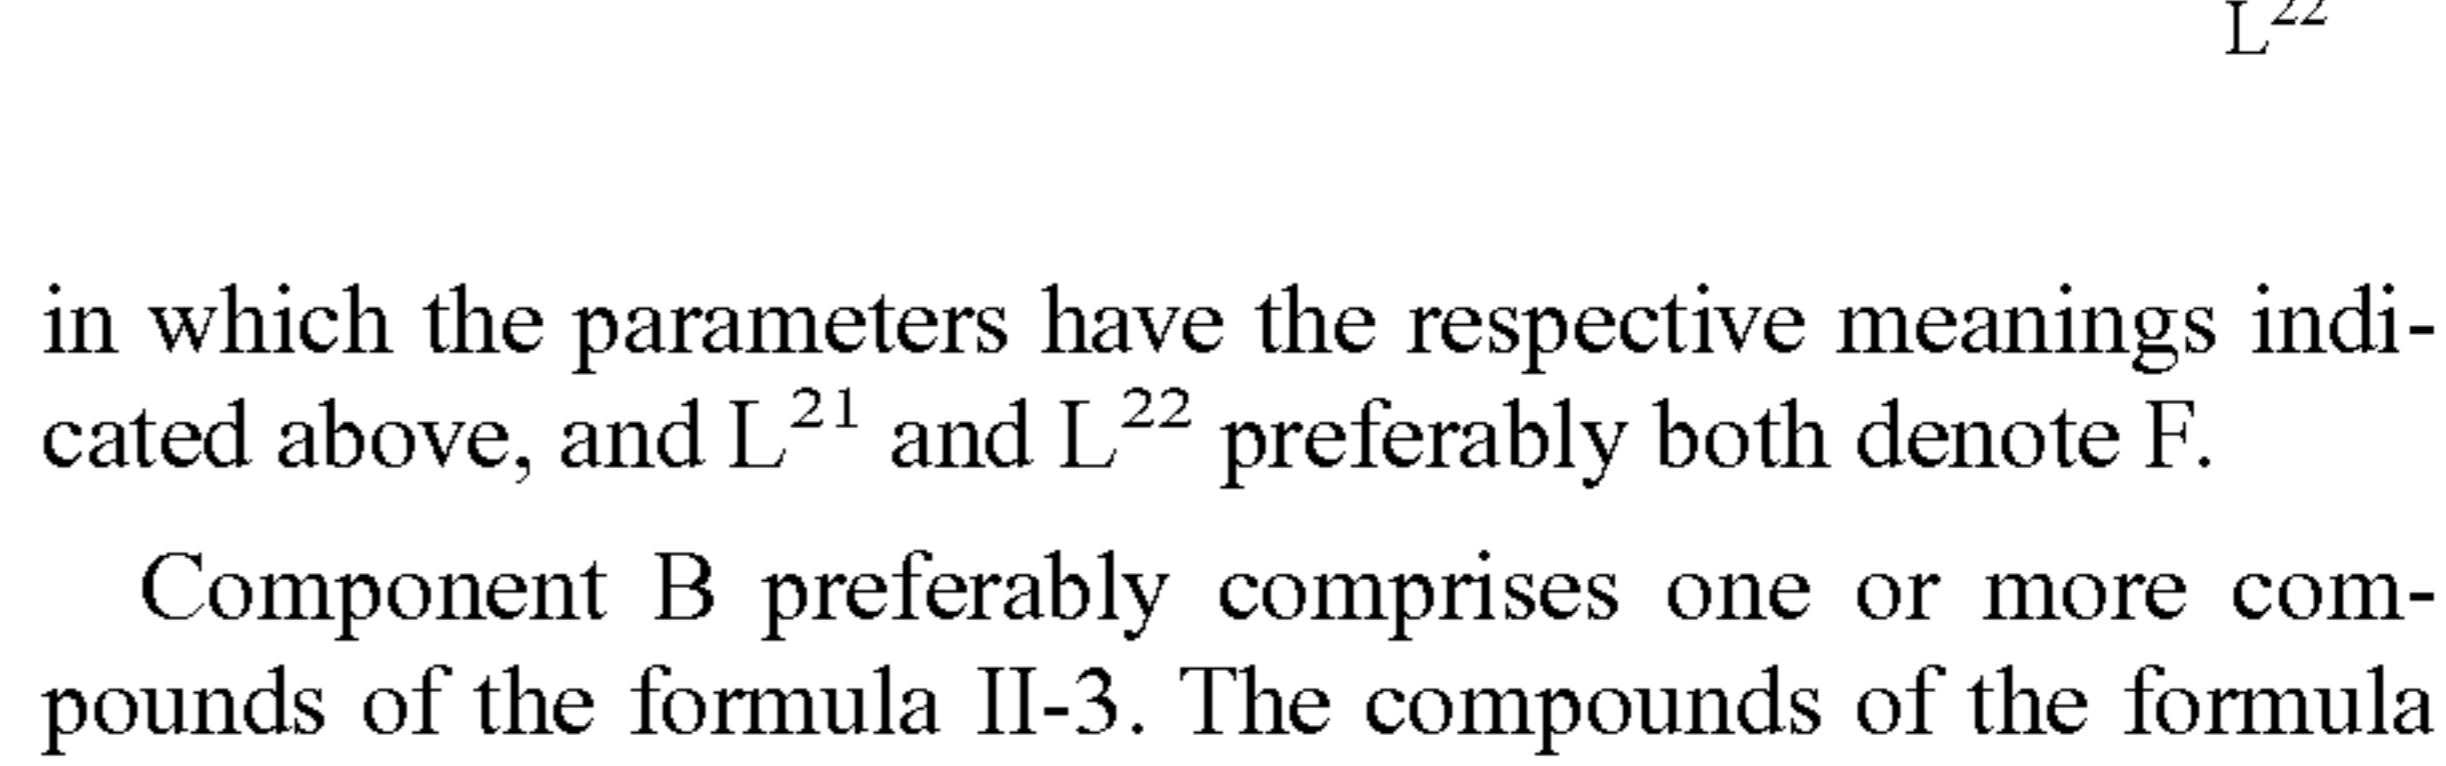 L²²
in which the parameters have the respective meanings indi-
cated above, and L²¹ and L²² preferably both denote F.
Component B preferably comprises one or more com-
pounds of the formula II-3. The compounds of the formula